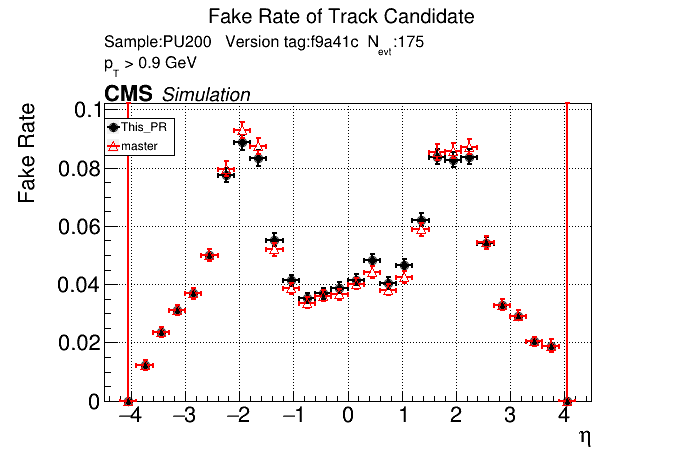 Fake Rate of Track Candidate
Sample:PU200 Version tag:f9a41c N_evt:175
p_T > 0.9 GeV
CMS Simulation
Fake Rate
0.1
0.08
0.06
0.04
0.02
0
This_PR
master
−4 −3 −2 −1 0 1 2 3 4
η